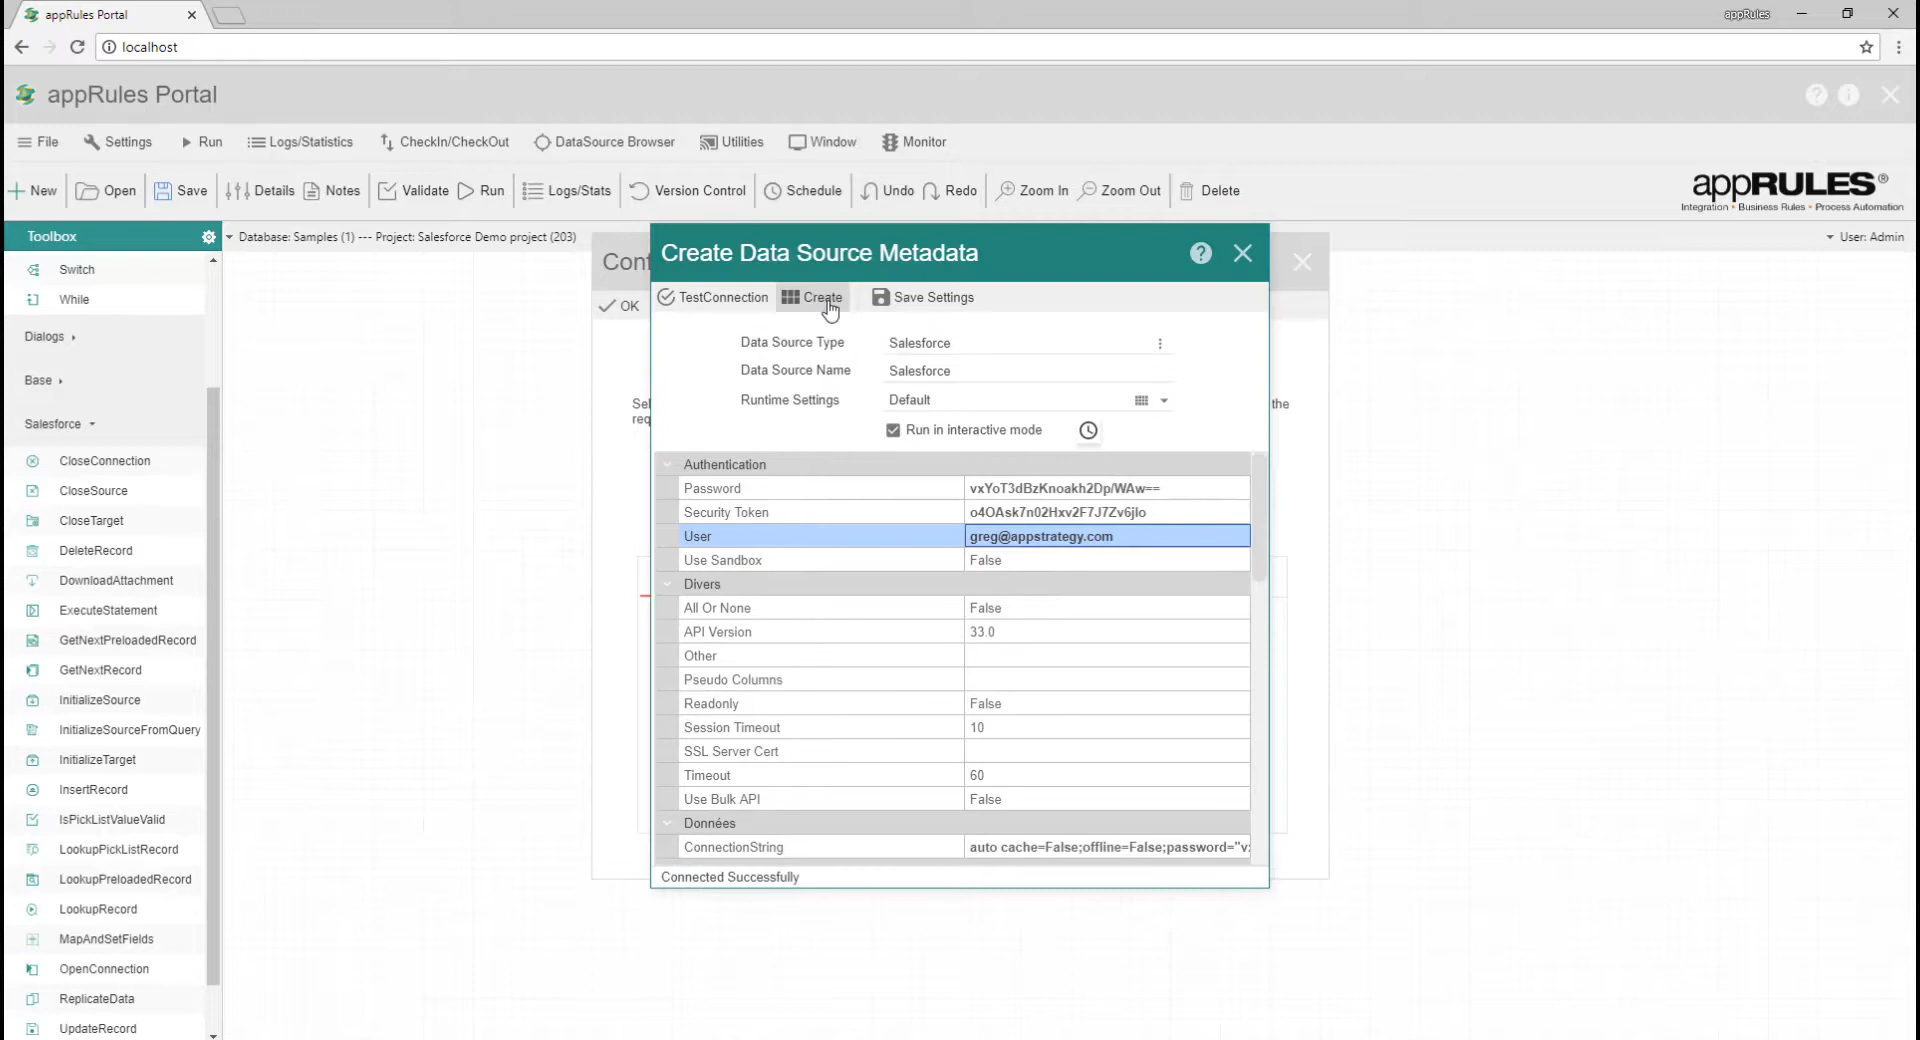 appRules Portal
appRules
localhost
appRules Portal
File Settings Run Logs/Statistics CheckIn/CheckOut DataSource Browser Utilities Window Monitor
New Open Save Details Notes Validate Run Logs/Stats Version Control Schedule Undo Redo Zoom In Zoom Out Delete
appRULES®
Integration • Business Rules • Process Automation
Toolbox
Database: Samples (1) --- Project: Salesforce Demo project (203)
User: Admin
Switch
While
Dialogs
Base
Salesforce
CloseConnection
CloseSource
CloseTarget
DeleteRecord
DownloadAttachment
ExecuteStatement
GetNextPreloadedRecord
GetNextRecord
InitializeSource
InitializeSourceFromQuery
InitializeTarget
InsertRecord
IsPickListValueValid
LookupPickListRecord
LookupPreloadedRecord
LookupRecord
MapAndSetFields
OpenConnection
ReplicateData
UpdateRecord
OK
the
Create Data Source Metadata
TestConnection Create Save Settings
Data Source Type Salesforce
Data Source Name Salesforce
Runtime Settings Default
Run in interactive mode
Authentication
Password vxYoT3dBzKnoakh2Dp/WAw==
Security Token o4OAsk7n02Hxv2F7J7Zv6jIo
User greg@appstrategy.com
Use Sandbox False
Divers
All Or None False
API Version 33.0
Other
Pseudo Columns
Readonly False
Session Timeout 10
SSL Server Cert
Timeout 60
Use Bulk API False
Données
ConnectionString auto cache=False;offline=False;password="v
Connected Successfully